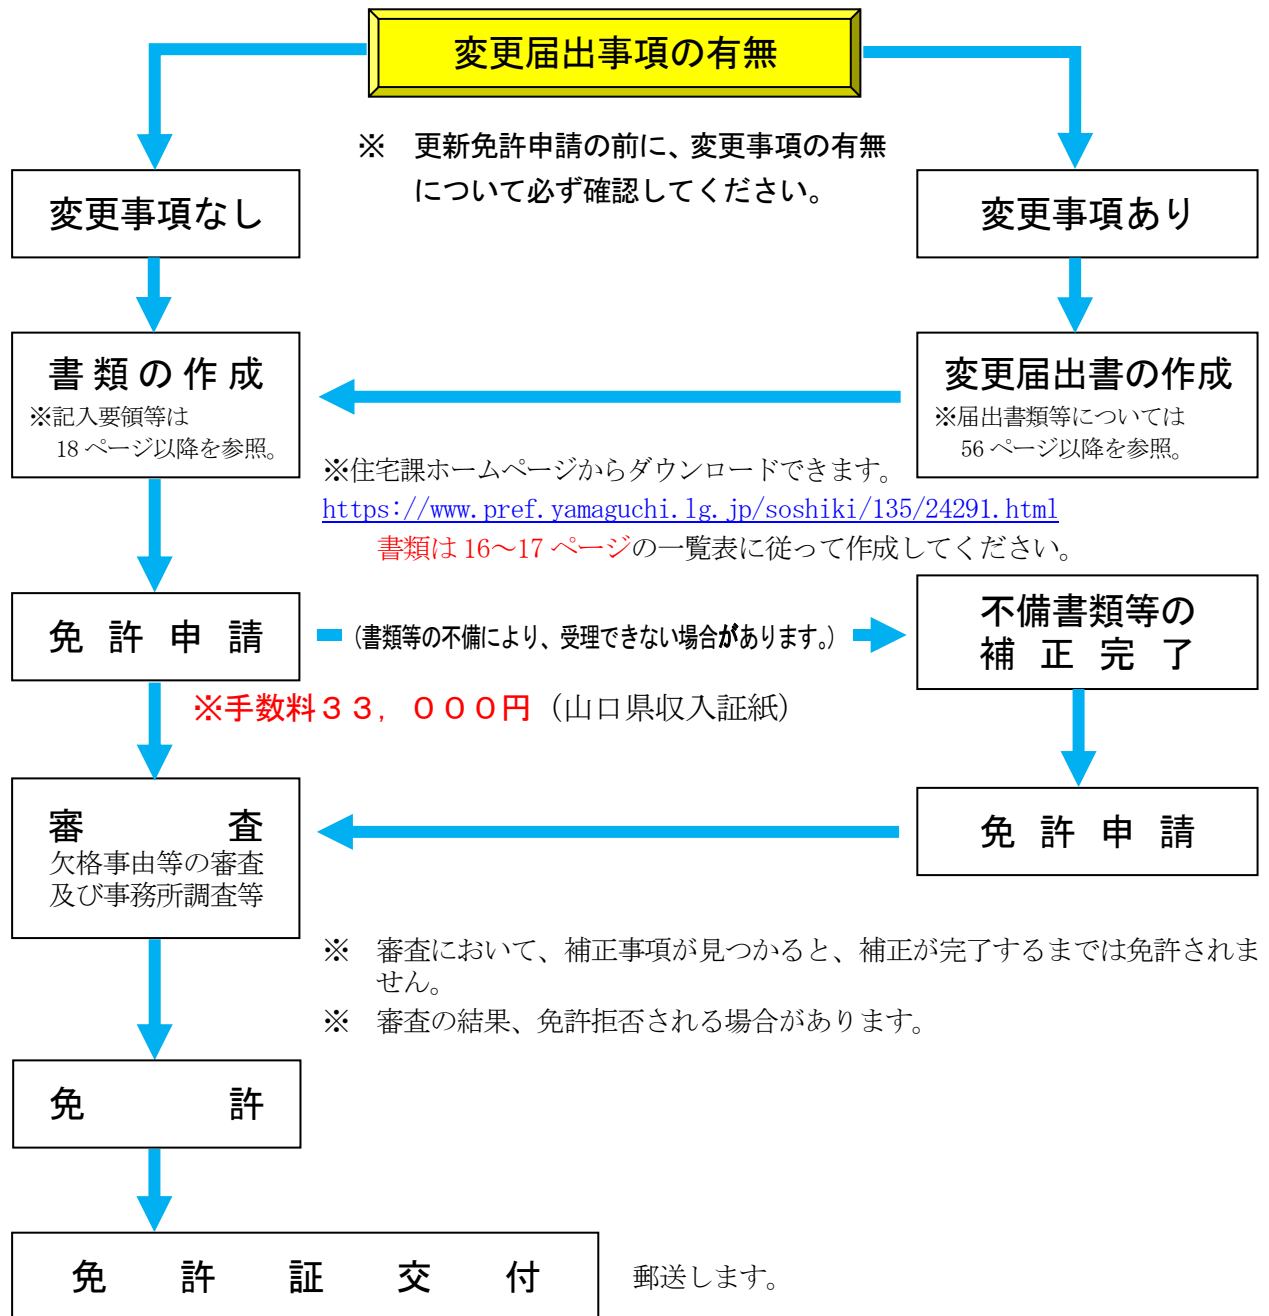 変更届出事項の有無
※　更新免許申請の前に、変更事項の有無
について必ず確認してください。
変更事項なし
変更事項あり
書類の作成
※記入要領等は
18ページ以降を参照。
変更届出書の作成
※届出書類等については
56ページ以降を参照。
※住宅課ホームページからダウンロードできます。
https://www.pref.yamaguchi.lg.jp/soshiki/135/24291.html
書類は16～17ページの一覧表に従って作成してください。
免許申請
（書類等の不備により、受理できない場合があります。）
不備書類等の
補正完了
※手数料３３，０００円（山口県収入証紙）
審査
欠格事由等の審査
及び事務所調査等
免許申請
※　審査において、補正事項が見つかると、補正が完了するまでは免許されま
せん。
※　審査の結果、免許拒否される場合があります。
免許
免許証交付
郵送します。